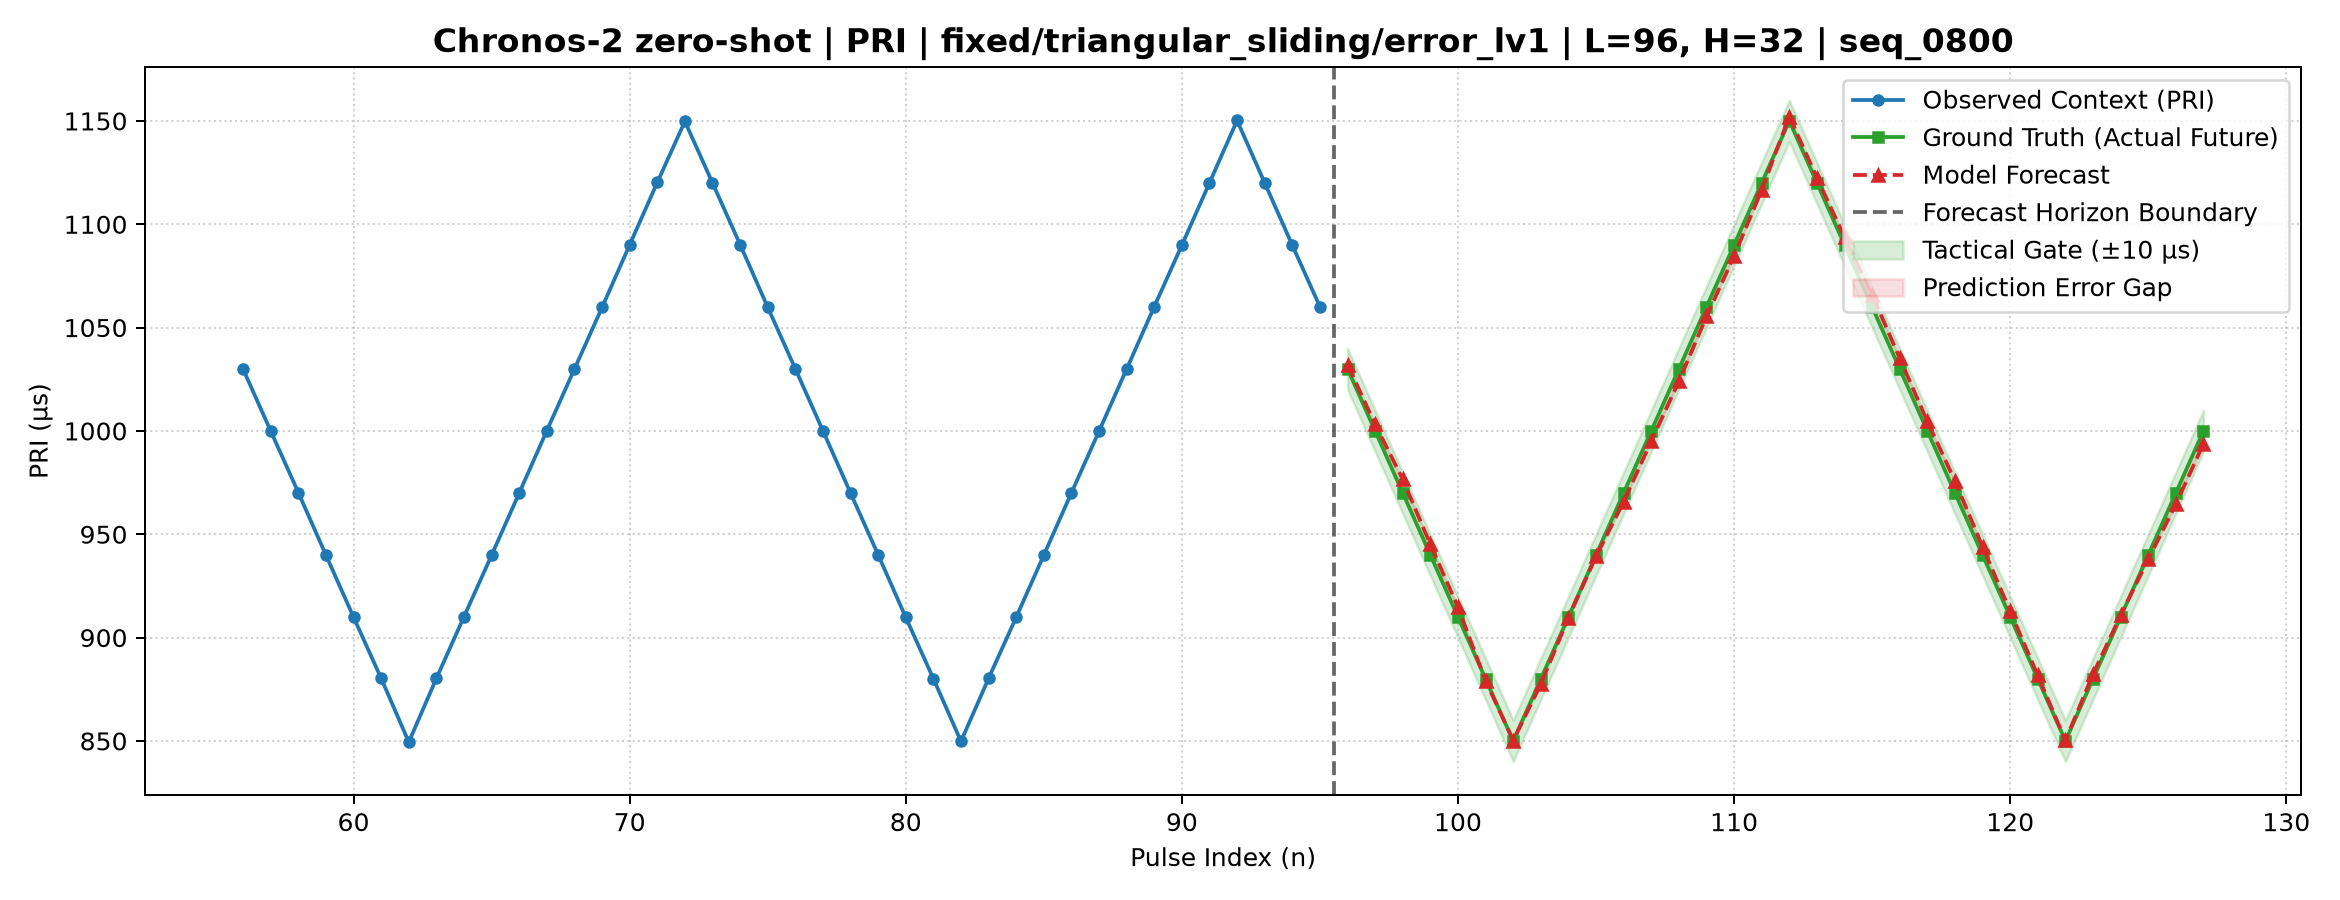 Chronos-2 zero-shot | PRI | fixed/triangular_sliding/error_lv1 | L=96, H=32 | seq_0800
PRI (µs)
1150
1100
1050
1000
950
900
850
Observed Context (PRI)
Ground Truth (Actual Future)
Model Forecast
Forecast Horizon Boundary
Tactical Gate (±10 µs)
Prediction Error Gap
60 70 80 90 100 110 120 130
Pulse Index (n)